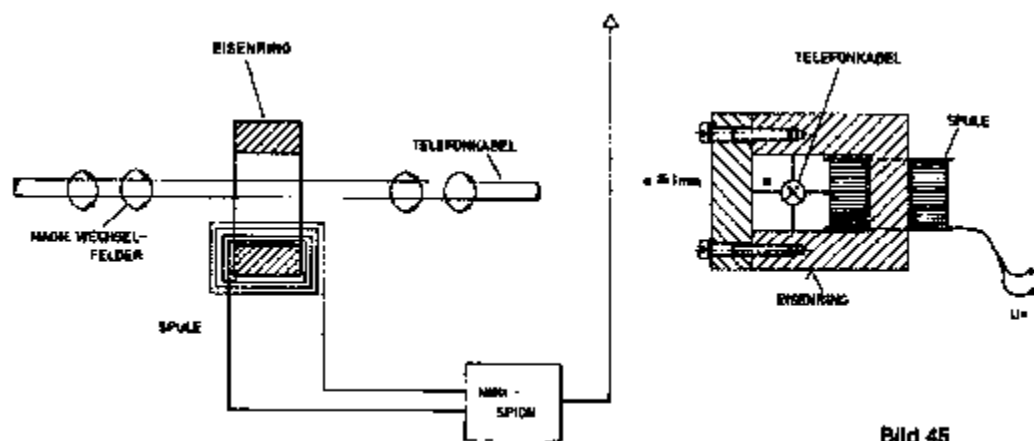 EISENRING
TELEFONKABEL
MAGN. WECHSEL-
FELDER
SPULE
MINI-
SPION
TELEFONKABEL
SPULE
EISENRING
U~
Bild 45